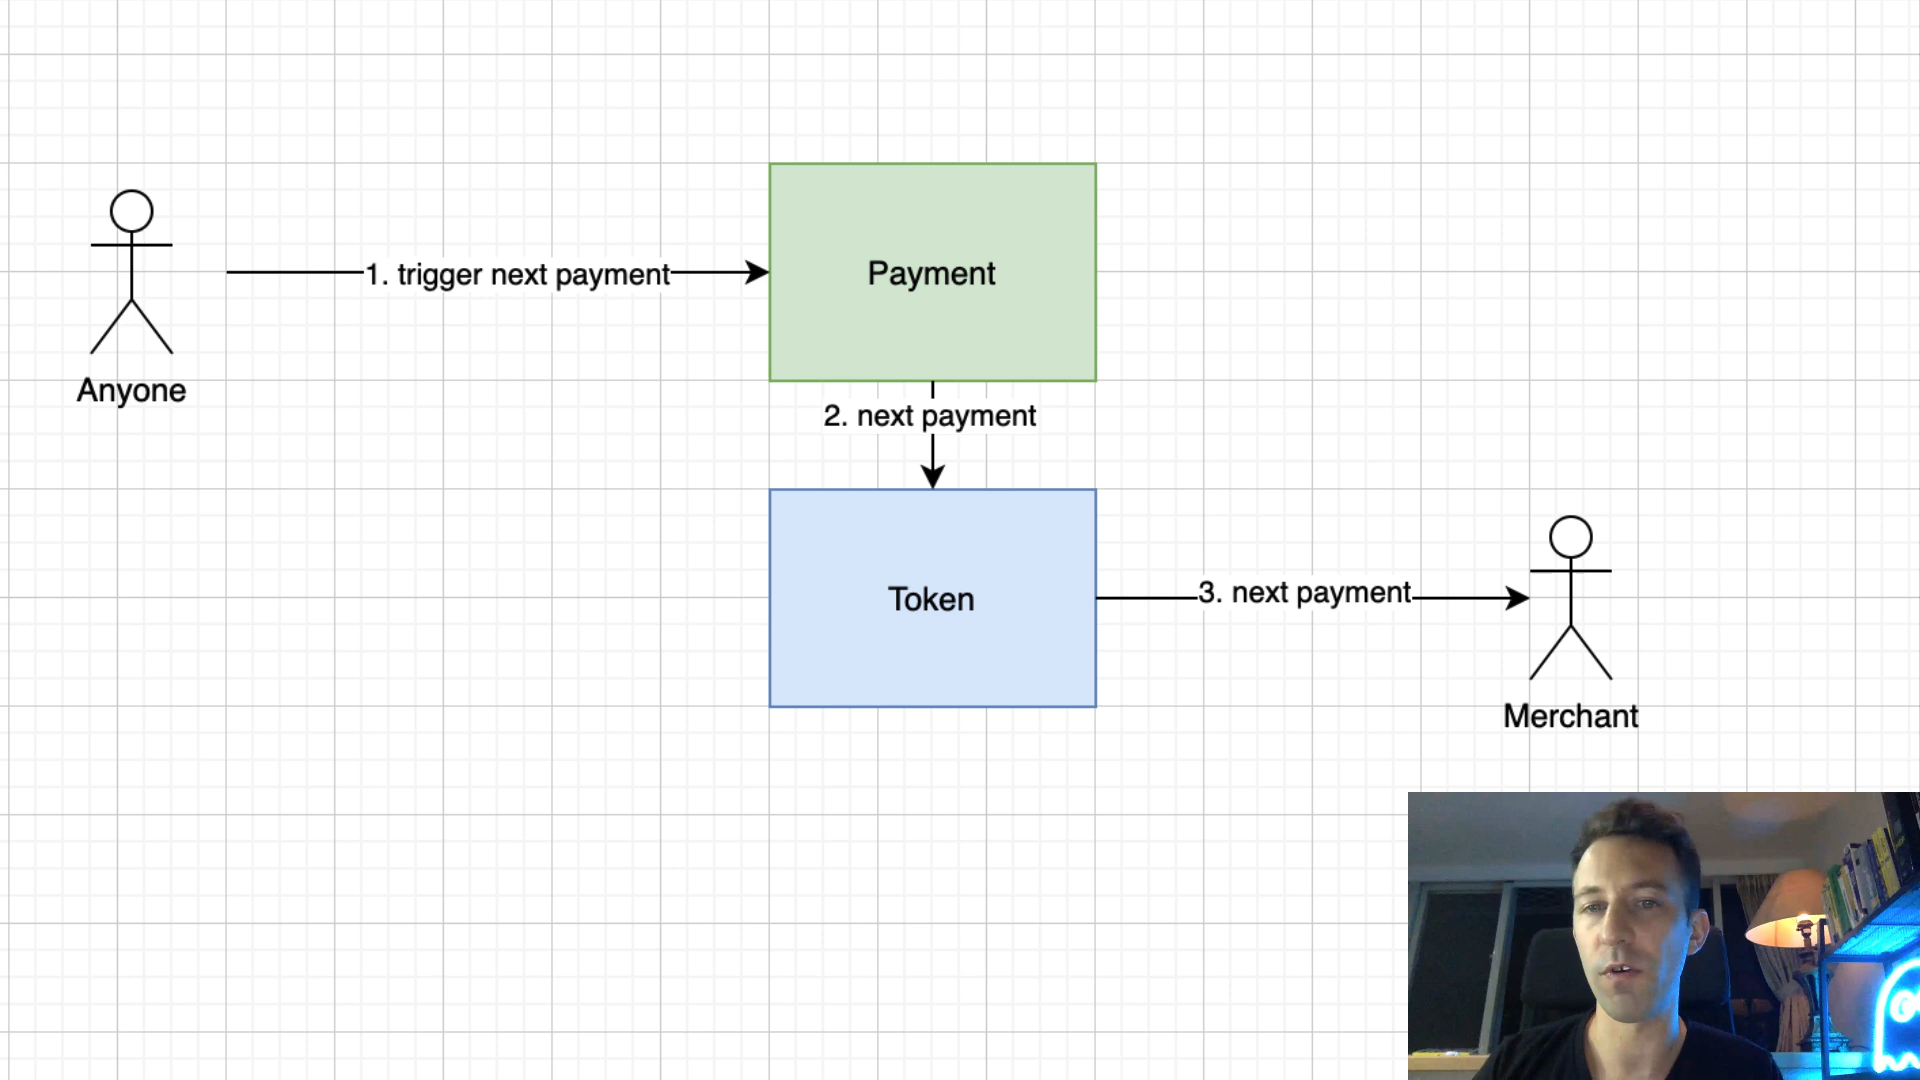 1. trigger next payment
Payment
Anyone
2. next payment
Token
3. next payment
Merchant